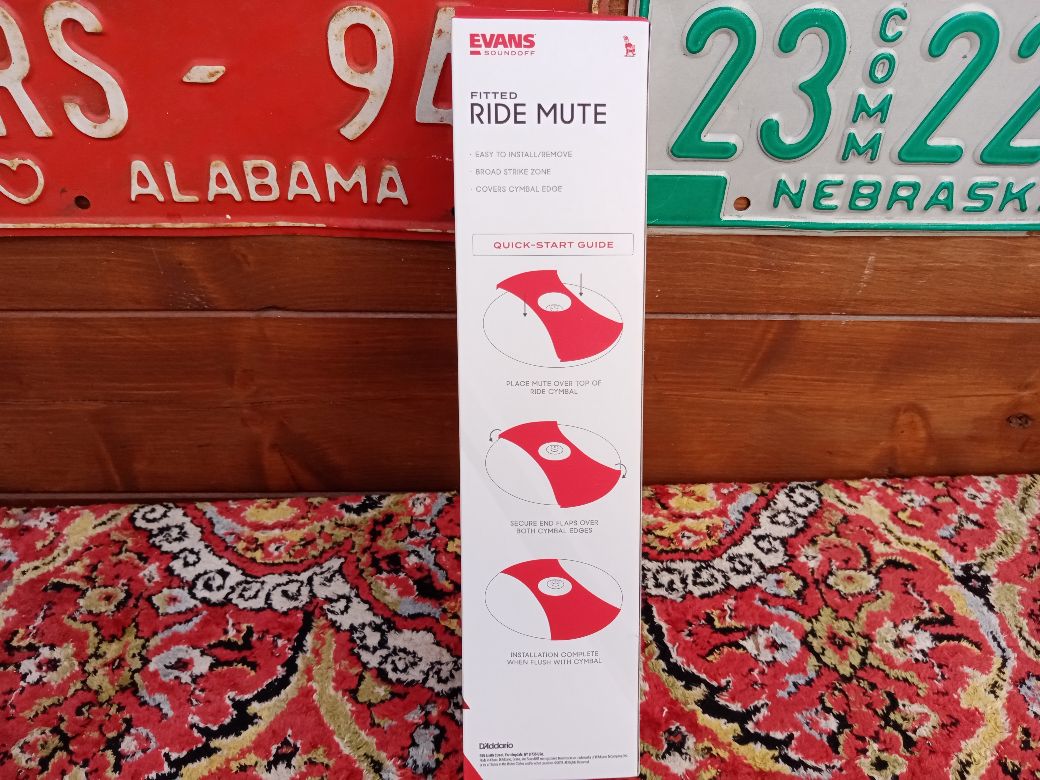 RS - 94
ALABAMA
23 COMM 22
NEBRASK
EVANS
SOUNDOFF
FITTED
RIDE MUTE
· EASY TO INSTALL/REMOVE
· BROAD STRIKE ZONE
· COVERS CYMBAL EDGE
QUICK-START GUIDE
PLACE MUTE OVER TOP OF
RIDE CYMBAL
SECURE END FLAPS OVER
BOTH CYMBAL EDGES
INSTALLATION COMPLETE
WHEN FLUSH WITH CYMBAL
D'Addario